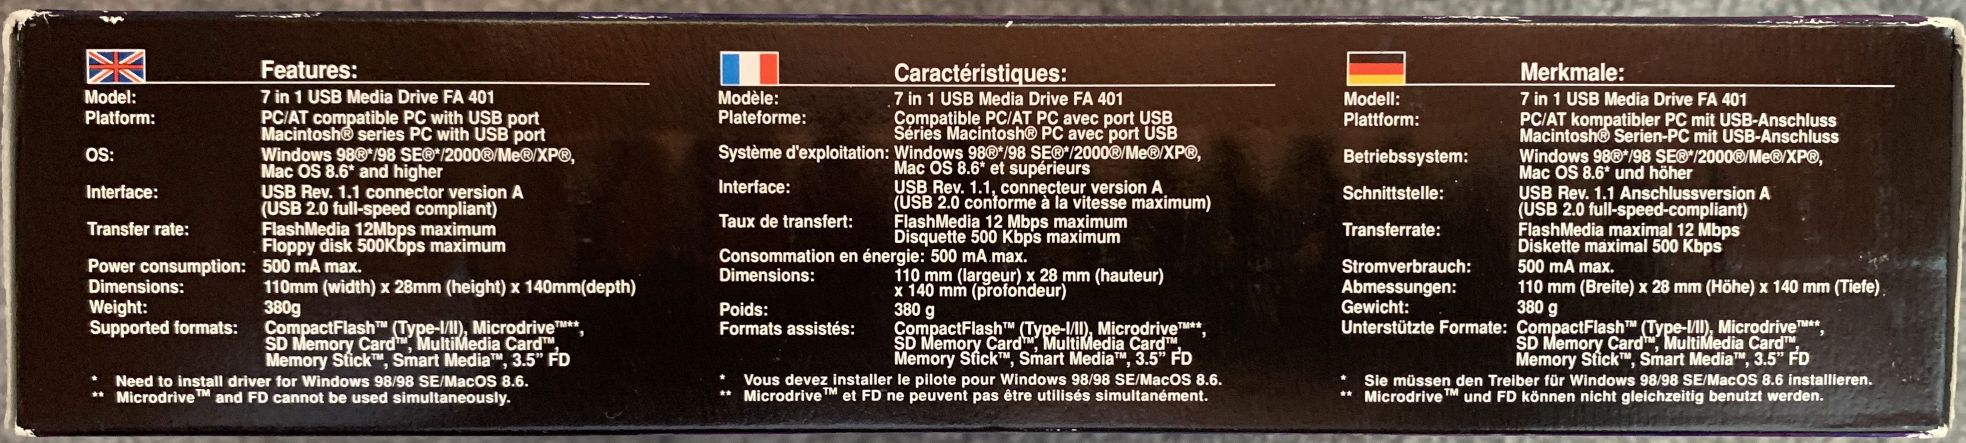 Features:
Model: 7 in 1 USB Media Drive FA 401
Platform: PC/AT compatible PC with USB port
Macintosh® series PC with USB port
OS: Windows 98®*/98 SE®*/2000®/Me®/XP®,
Mac OS 8.6* and higher
Interface: USB Rev. 1.1 connector version A
(USB 2.0 full-speed compliant)
Transfer rate: FlashMedia 12Mbps maximum
Floppy disk 500Kbps maximum
Power consumption: 500 mA max.
Dimensions: 110mm (width) x 28mm (height) x 140mm(depth)
Weight: 380g
Supported formats: CompactFlash™ (Type-I/II), Microdrive™**,
SD Memory Card™, MultiMedia Card™,
Memory Stick™, Smart Media™, 3.5” FD
* Need to install driver for Windows 98/98 SE/MacOS 8.6.
** Microdrive™ and FD cannot be used simultaneously.
Caractéristiques:
Modèle: 7 in 1 USB Media Drive FA 401
Plateforme: Compatible PC/AT PC avec port USB
Séries Macintosh® PC avec port USB
Système d'exploitation: Windows 98®*/98 SE®*/2000®/Me®/XP®,
Mac OS 8.6* et supérieurs
Interface: USB Rev. 1.1, connecteur version A
(USB 2.0 conforme à la vitesse maximum)
Taux de transfert: FlashMedia 12 Mbps maximum
Disquette 500 Kbps maximum
Consommation en énergie: 500 mA max.
Dimensions: 110 mm (largeur) x 28 mm (hauteur)
x 140 mm (profondeur)
Poids: 380 g
Formats assistés: CompactFlash™ (Type-I/II), Microdrive™**,
SD Memory Card™, MultiMedia Card™,
Memory Stick™, Smart Media™, 3.5” FD
* Vous devez installer le pilote pour Windows 98/98 SE/MacOS 8.6.
** Microdrive™ et FD ne peuvent pas être utilisés simultanément.
Merkmale:
Modell: 7 in 1 USB Media Drive FA 401
Plattform: PC/AT kompatibler PC mit USB-Anschluss
Macintosh® Serien-PC mit USB-Anschluss
Betriebssystem: Windows 98®*/98 SE®*/2000®/Me®/XP®,
Mac OS 8.6* und höher
Schnittstelle: USB Rev. 1.1 Anschlussversion A
(USB 2.0 full-speed-compliant)
Transferrate: FlashMedia maximal 12 Mbps
Diskette maximal 500 Kbps
Stromverbrauch: 500 mA max.
Abmessungen: 110 mm (Breite) x 28 mm (Höhe) x 140 mm (Tiefe)
Gewicht: 380 g
Unterstützte Formate: CompactFlash™ (Type-I/II), Microdrive™**,
SD Memory Card™, MultiMedia Card™,
Memory Stick™, Smart Media™, 3.5” FD
* Sie müssen den Treiber für Windows 98/98 SE/MacOS 8.6 installieren.
** Microdrive™ und FD können nicht gleichzeitig benutzt werden.